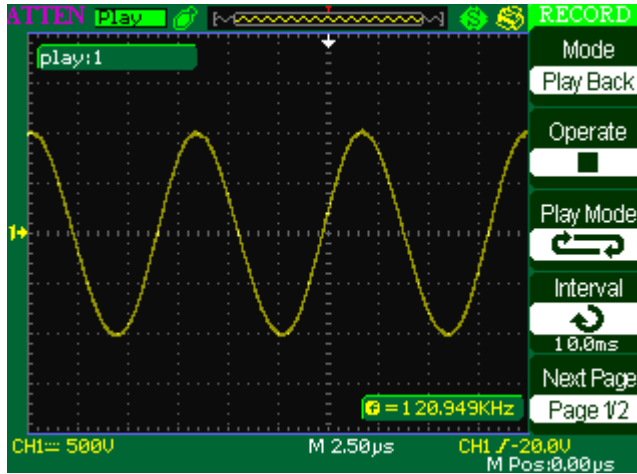 ATTEN Play
RECORD
play:1
Mode
Play Back
Operate
Play Mode
Interval
10.0ms
Next Page
Page 1/2
1
f=120.949KHz
CH1 500V
M 2.50µs
CH1 -20.0V
M Pos:0.00µs